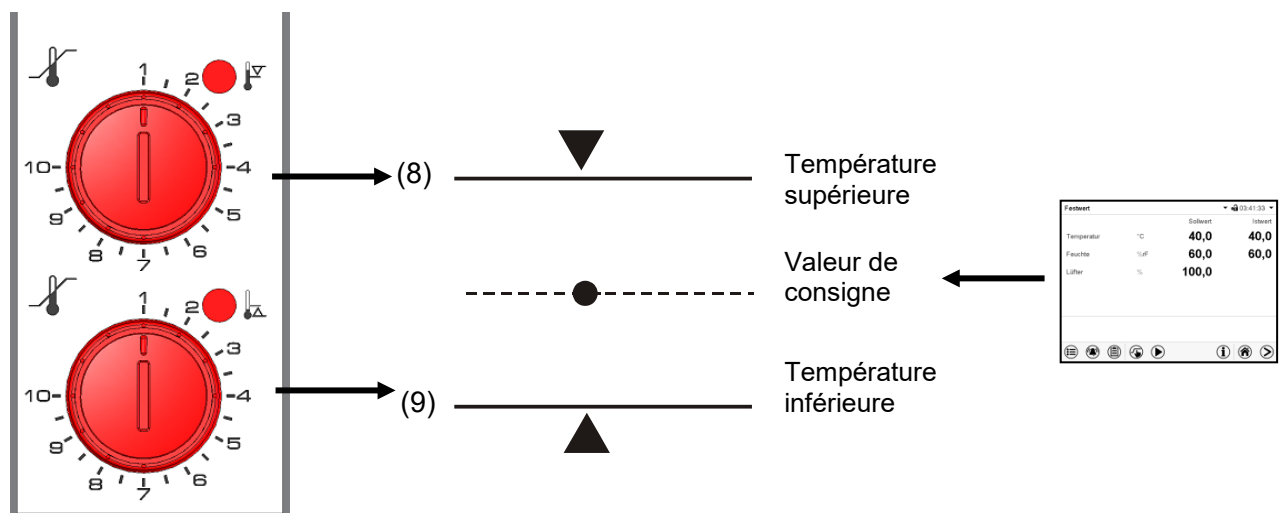 1
2
3
4
5
6
7
8
9
10
(8)
Température
supérieure
Valeur de
consigne
Festwert 03:41:33
Sollwert Istwert
Temperatur °C 40,0 40,0
Feuchte %rF 60,0 60,0
Lüfter % 100,0
1
2
3
4
5
6
7
8
9
10
(9)
Température
inférieure